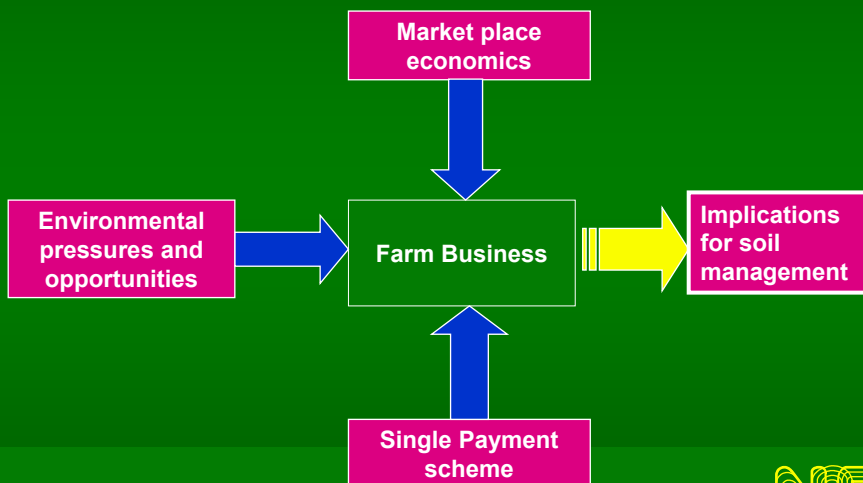 Market place
economics
Environmental
pressures and
opportunities
Farm Business
Implications
for soil
management
Single Payment
scheme